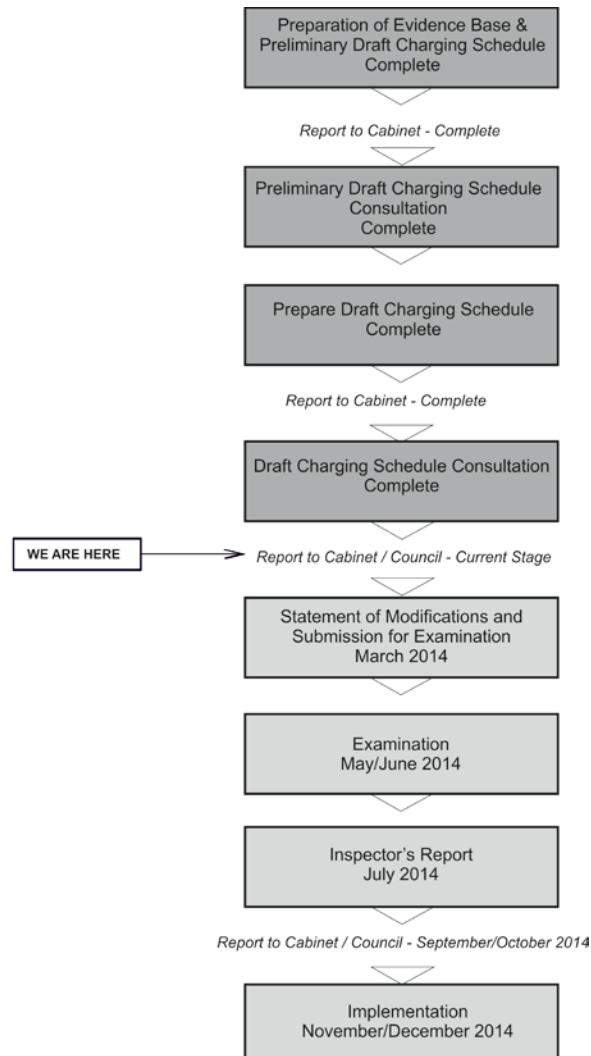 Preparation of Evidence Base &
Preliminary Draft Charging Schedule
Complete
Report to Cabinet - Complete
Preliminary Draft Charging Schedule
Consultation
Complete
Prepare Draft Charging Schedule
Complete
Report to Cabinet - Complete
Draft Charging Schedule Consultation
Complete
WE ARE HERE
Report to Cabinet / Council - Current Stage
Statement of Modifications and
Submission for Examination
March 2014
Examination
May/June 2014
Inspector's Report
July 2014
Report to Cabinet / Council - September/October 2014
Implementation
November/December 2014